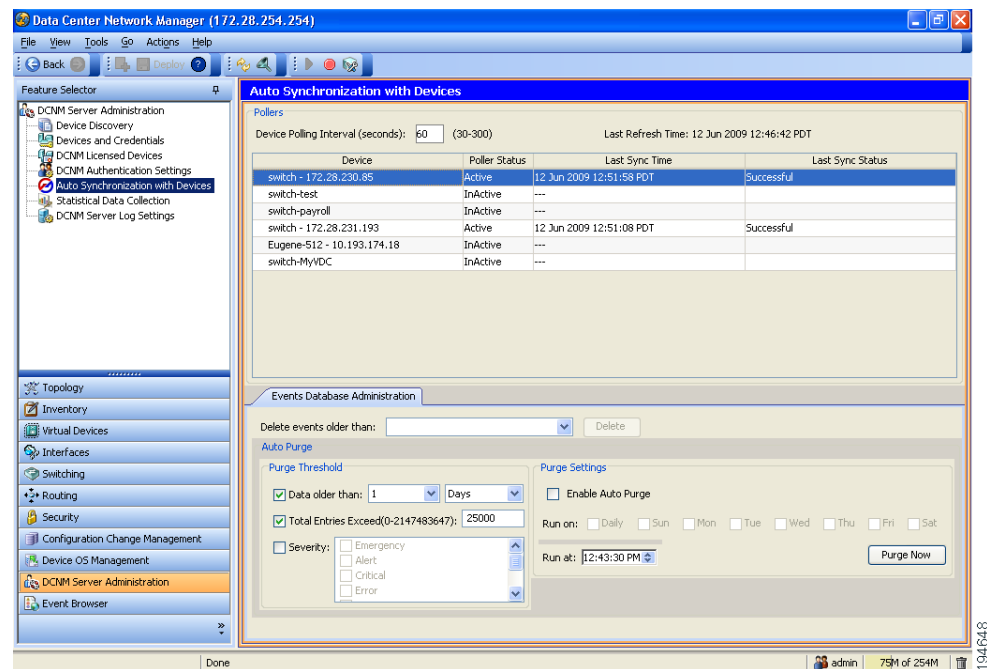 Data Center Network Manager (172.28.254.254)
File View Tools Go Actions Help
Back Deploy
Feature Selector
DCNM Server Administration
Device Discovery
Devices and Credentials
DCNM Licensed Devices
DCNM Authentication Settings
Auto Synchronization with Devices
Statistical Data Collection
DCNM Server Log Settings
Topology
Inventory
Virtual Devices
Interfaces
Switching
Routing
Security
Configuration Change Management
Device OS Management
DCNM Server Administration
Event Browser
»
Auto Synchronization with Devices
Pollers
Device Polling Interval (seconds): 60 (30-300) Last Refresh Time: 12 Jun 2009 12:46:42 PDT
Device Poller Status Last Sync Time Last Sync Status
switch - 172.28.230.85 Active 12 Jun 2009 12:51:58 PDT Successful
switch-test InActive ---
switch-payroll InActive ---
switch - 172.28.231.193 Active 12 Jun 2009 12:51:08 PDT Successful
Eugene-512 - 10.193.174.18 InActive ---
switch-MyVDC InActive ---
Events Database Administration
Delete events older than: Delete
Auto Purge
Purge Threshold
Data older than: 1 Days
Total Entries Exceed(0-2147483647): 25000
Severity: Emergency
Alert
Critical
Error
Purge Settings
Enable Auto Purge
Run on: Daily Sun Mon Tue Wed Thu Fri Sat
Run at: 12:43:30 PM Purge Now
Done admin 75M of 254M
194648